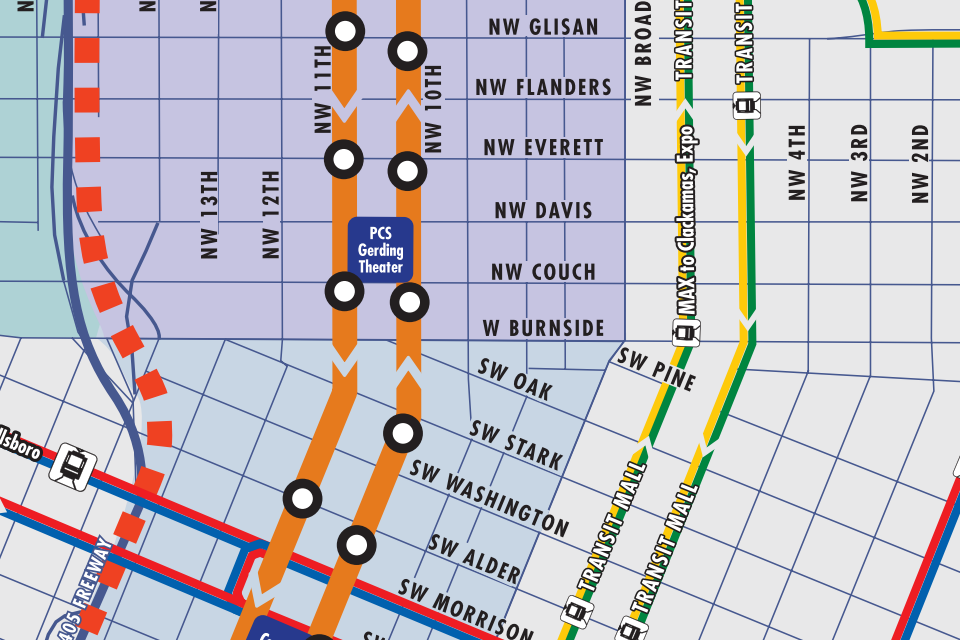 NW GLISAN
NW BROAD
TRANSIT
TRANSIT
NW 11TH
NW 10TH
NW FLANDERS
NW EVERETT
MAX to Clackamas, Expo
NW 4TH
NW 3RD
NW 2ND
NW 13TH
NW 12TH
NW DAVIS
PCS
Gerding
Theater
NW COUCH
W BURNSIDE
SW PINE
SW OAK
SW STARK
SW WASHINGTON
lsboro
SW ALDER
TRANSIT MALL
TRANSIT MALL
405 FREEWAY
SW MORRISON